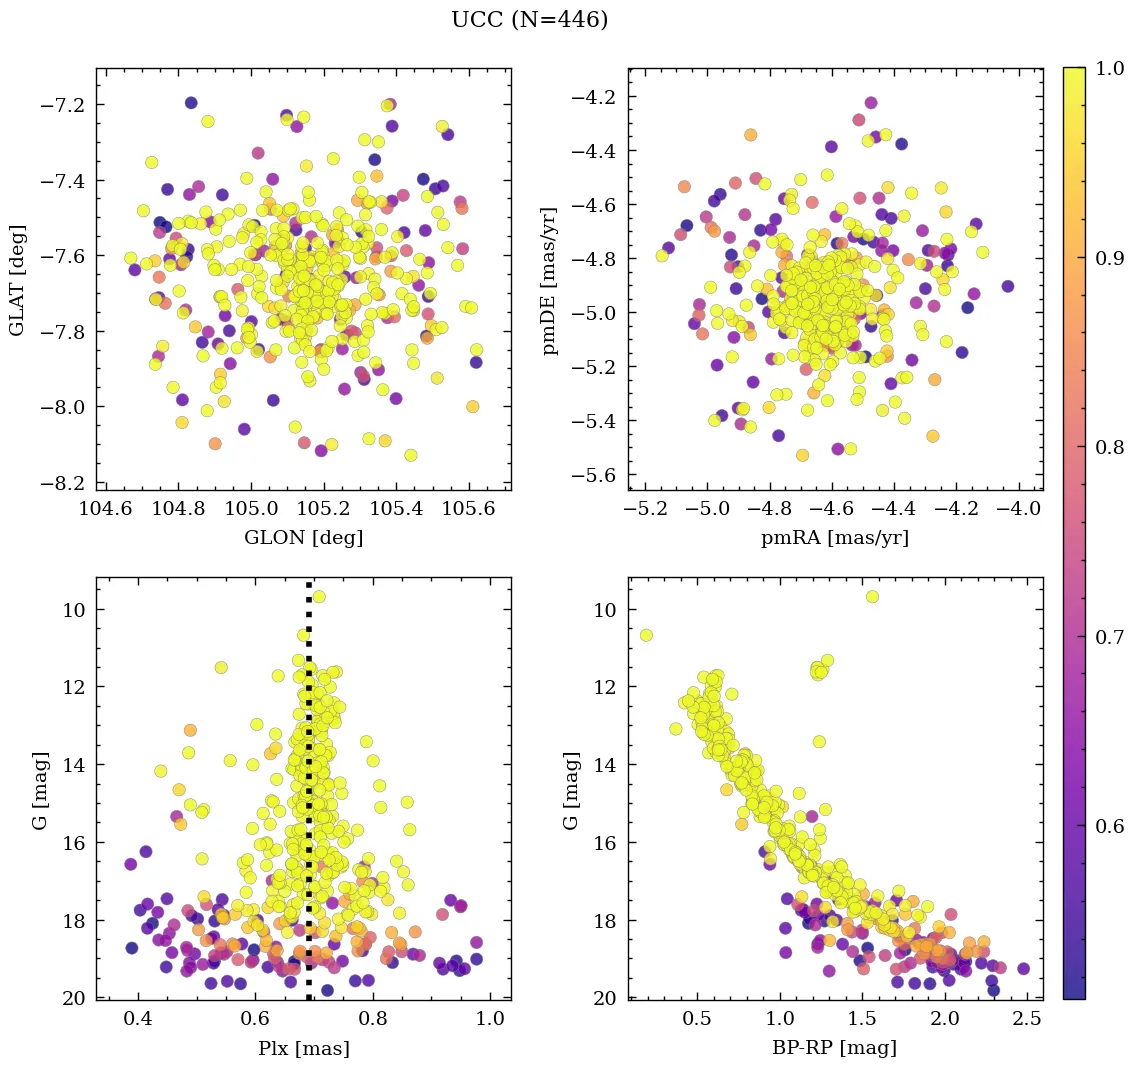 UCC (N=446)
−7.2
−7.4
−7.6
−7.8
−8.0
−8.2
GLAT [deg]
104.6 104.8 105.0 105.2 105.4 105.6
GLON [deg]
−4.2
−4.4
−4.6
−4.8
−5.0
−5.2
−5.4
−5.6
pmDE [mas/yr]
−5.2 −5.0 −4.8 −4.6 −4.4 −4.2 −4.0
pmRA [mas/yr]
10
12
14
16
18
20
G [mag]
0.4 0.6 0.8 1.0
Plx [mas]
10
12
14
16
18
20
G [mag]
0.5 1.0 1.5 2.0 2.5
BP-RP [mag]
1.0
0.9
0.8
0.7
0.6